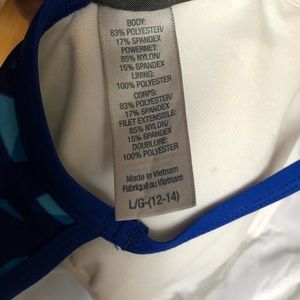 BODY:
83% POLYESTER/
17% SPANDEX
POWERNET:
85% NYLON/
15% SPANDEX
LINING:
100% POLYESTER
CORPS:
83% POLYESTER/
17% SPANDEX
FILET EXTENSIBLE:
85% NYLON/
15% SPANDEX
DOUBLURE:
100% POLYESTER
Made in Vietnam
Fabriqué au Vietnam
L/G-(12-14)